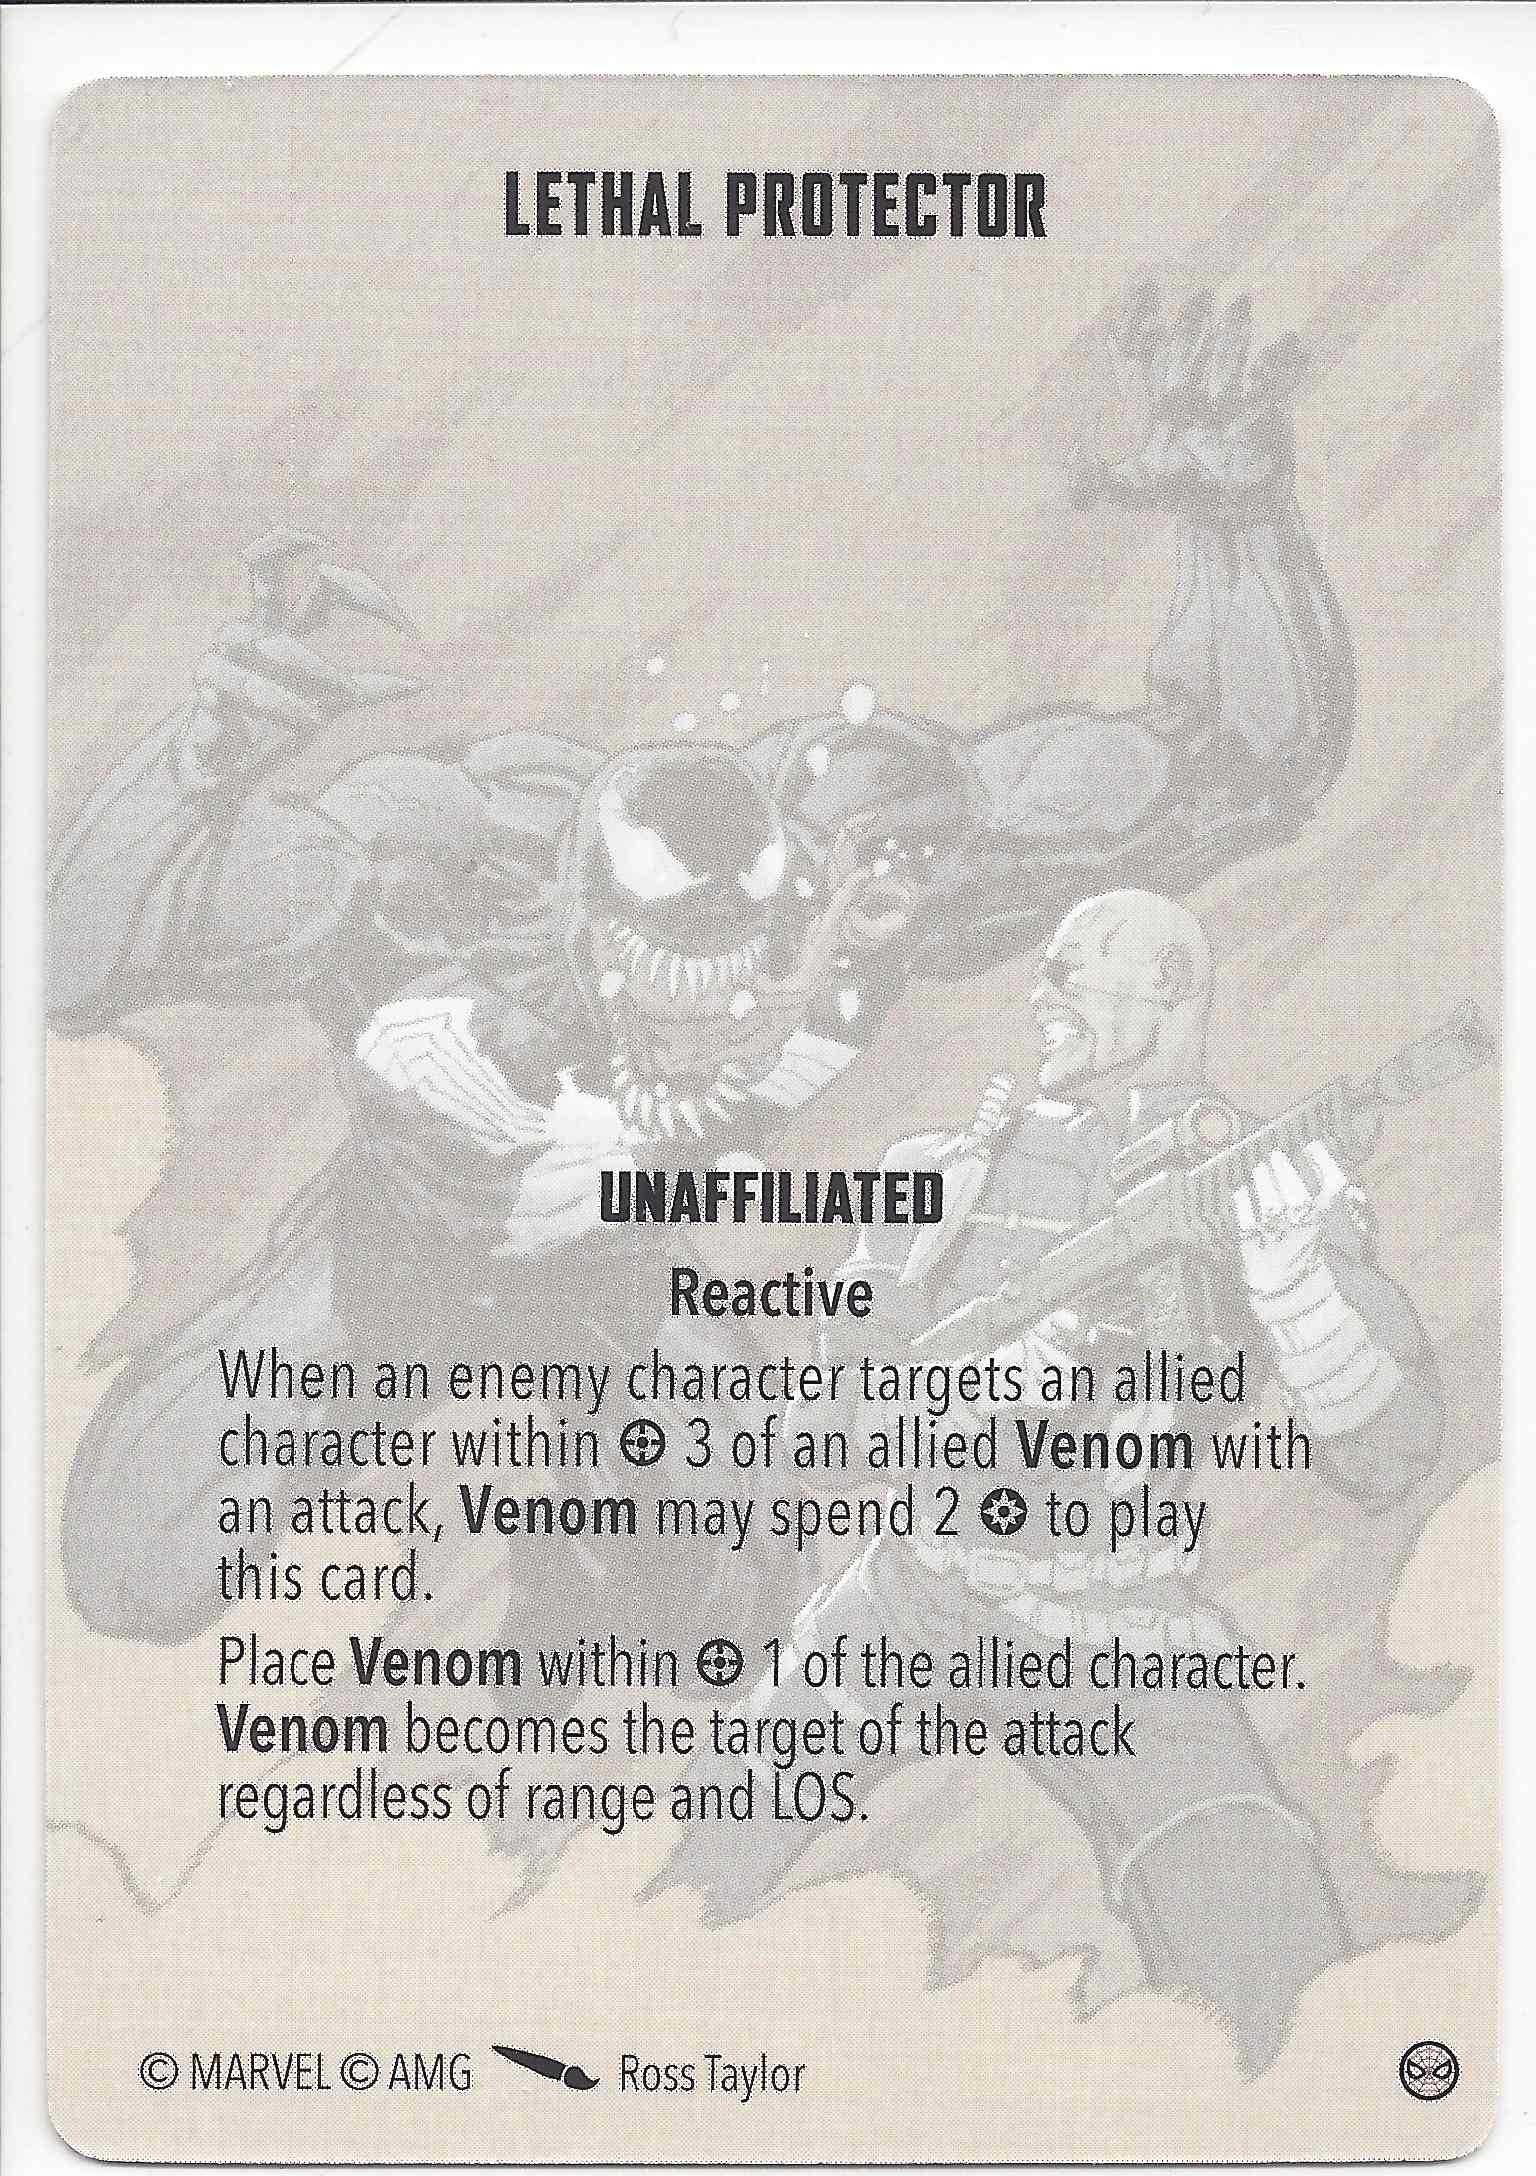 LETHAL PROTECTOR
UNAFFILIATED
Reactive
When an enemy character targets an allied
character within 3 of an allied Venom with
an attack, Venom may spend 2 to play
this card.
Place Venom within 1 of the allied character.
Venom becomes the target of the attack
regardless of range and LOS.
© MARVEL © AMG Ross Taylor